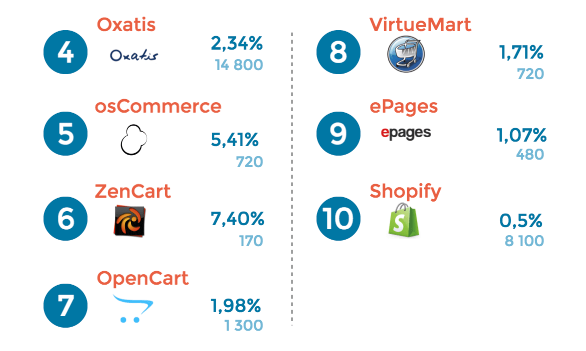 4
Oxatis
Oxatis
2,34%
14 800
5
osCommerce
5,41%
720
6
ZenCart
7,40%
170
7
OpenCart
1,98%
1 300
8
VirtueMart
1,71%
720
9
ePages
epages
1,07%
480
10
Shopify
S
0,5%
8 100